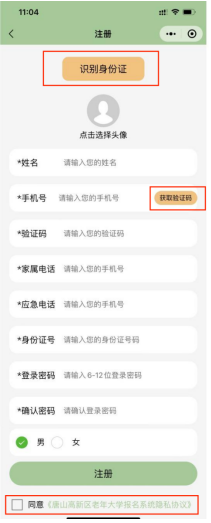 11:04
注册
识别身份证
点击选择头像
*姓名 请输入您的姓名
*手机号 请输入您的手机号 获取验证码
*验证码 请输入您的验证码
*家属电话 请输入您的手机号
*应急电话 请输入您的手机号
*身份证号 请输入您的身份证号码
*登录密码 请输入6-12位登录密码
*确认密码 请确认登录密码
男 女
注册
同意《唐山高新区老年大学报名系统隐私协议》